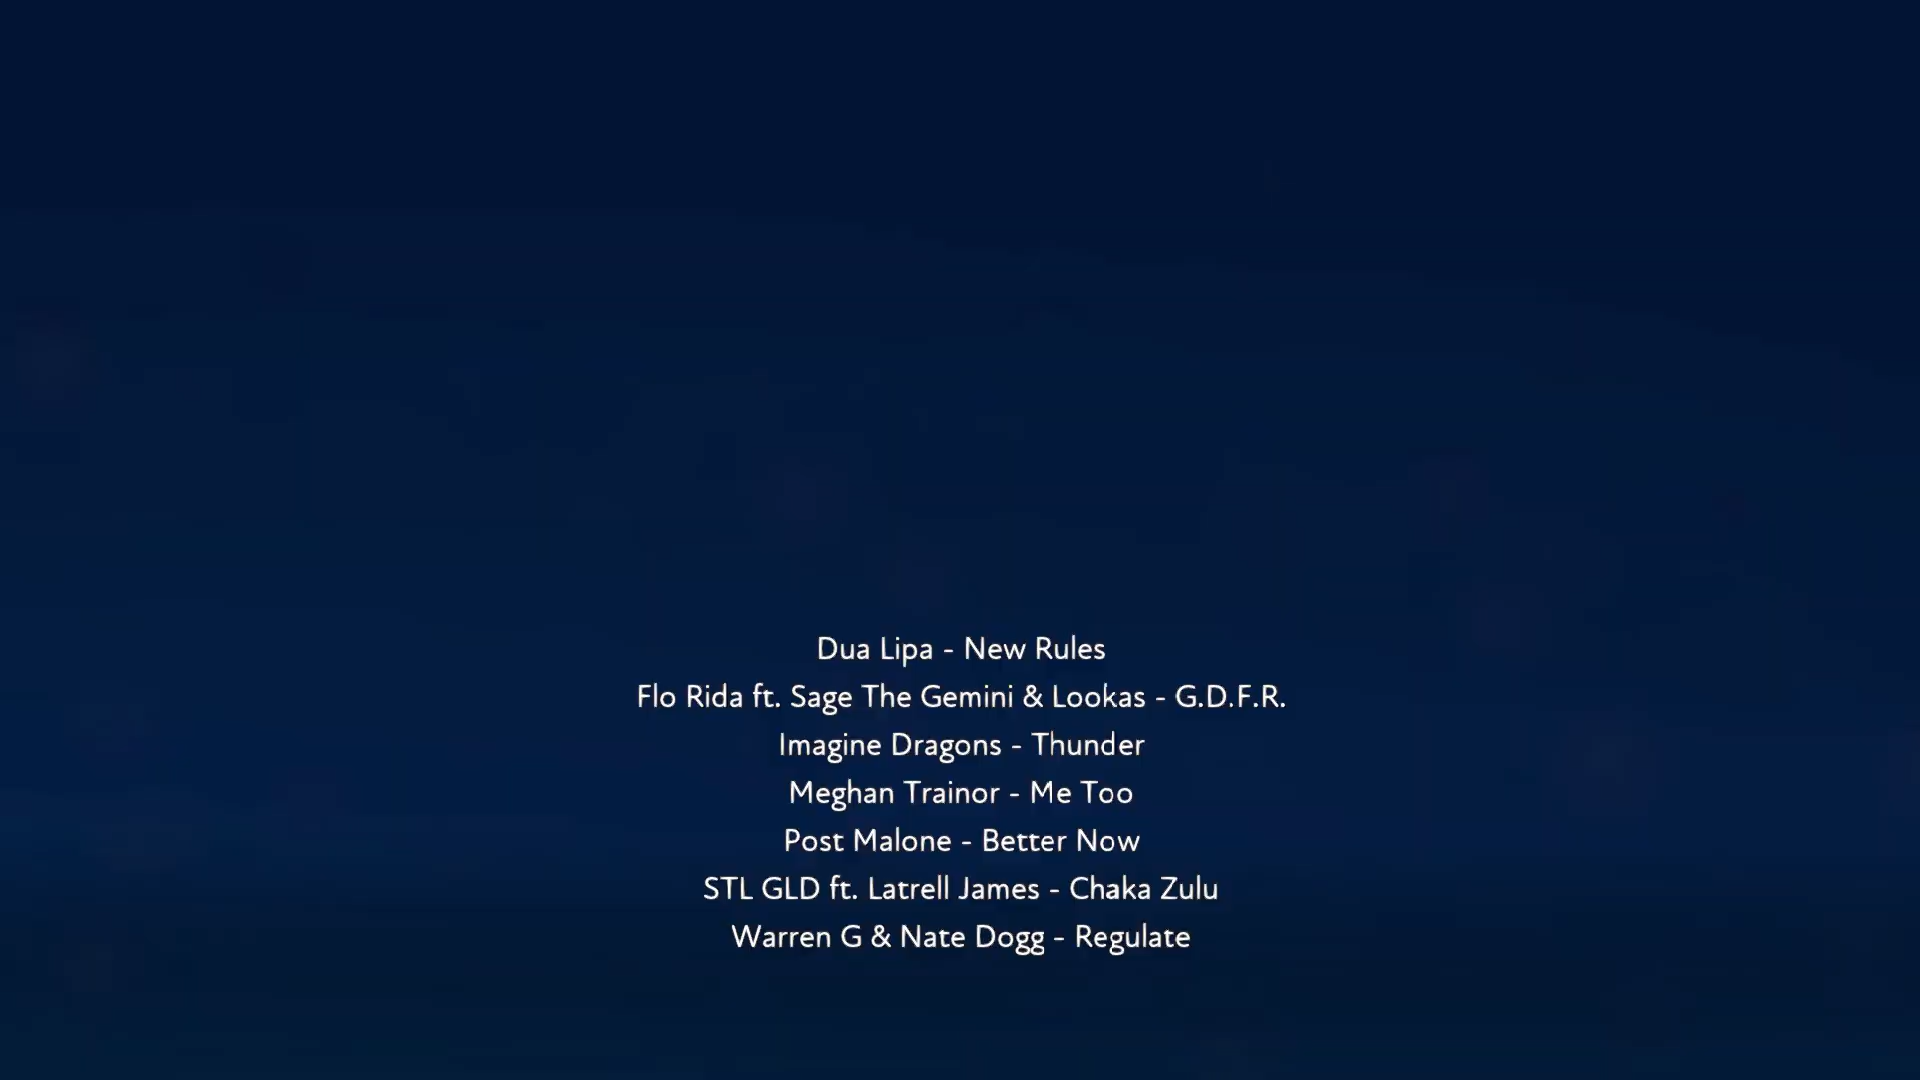 Dua Lipa - New Rules
Flo Rida ft. Sage The Gemini & Lookas - G.D.F.R.
Imagine Dragons - Thunder
Meghan Trainor - Me Too
Post Malone - Better Now
STL GLD ft. Latrell James - Chaka Zulu
Warren G & Nate Dogg - Regulate